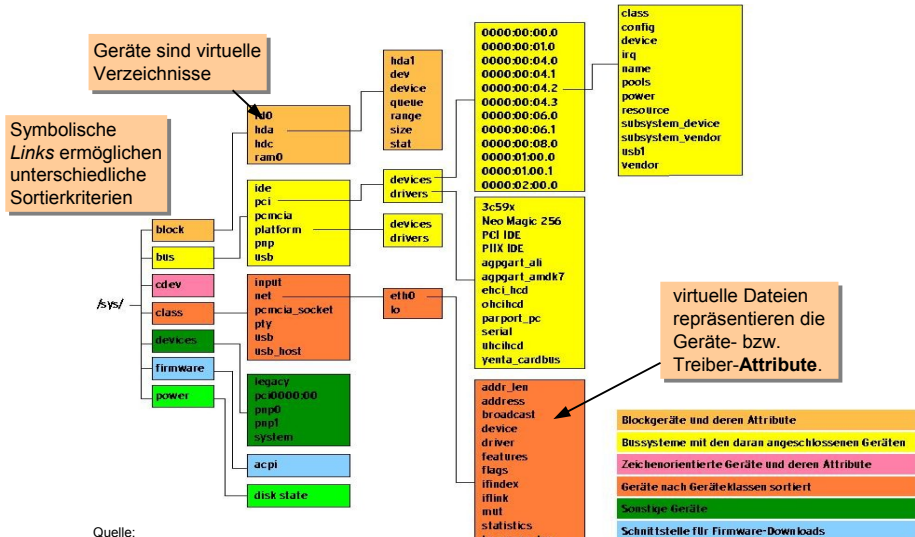 Geräte sind virtuelle
Verzeichnisse
Symbolische
Links ermöglichen
unterschiedliche
Sortierkriterien
/sys/
block
bus
cdev
class
devices
firmware
power
hda
hdc
ram0
ide
pci
pcmcia
platform
pnp
usb
input
net
pcmcia_socket
pty
usb
usb_host
legacy
pci0000:00
pnp0
pnp1
system
acpi
disk state
hda1
dev
device
queue
range
size
stat
devices
drivers
devices
drivers
eth0
lo
0000:00:00.0
0000:00:01.0
0000:00:04.0
0000:00:04.1
0000:00:04.2
0000:00:04.3
0000:00:06.0
0000:00:06.1
0000:00:08.0
0000:01:00.0
0000:01:00.1
0000:02:00.0
3c59x
Neo Magic 256
PCI IDE
PIIX IDE
agpgart_ali
agpgart_amdk7
ehci_hcd
ohcihcd
parport_pc
serial
uhcihcd
yenta_cardbus
addr_len
address
broadcast
device
driver
features
flags
ifindex
iflink
mut
statistics
class
config
device
irq
name
pools
power
resource
subsystem_device
subsystem_vendor
usb1
vendor
virtuelle Dateien
repräsentieren die
Geräte- bzw.
Treiber-Attribute.
Blockgeräte und deren Attribute
Bussysteme mit den daran angeschlossenen Geräten
Zeichenorientierte Geräte und deren Attribute
Geräte nach Geräteklassen sortiert
Sonstige Geräte
Schnittstelle für Firmware-Downloads
Quelle: